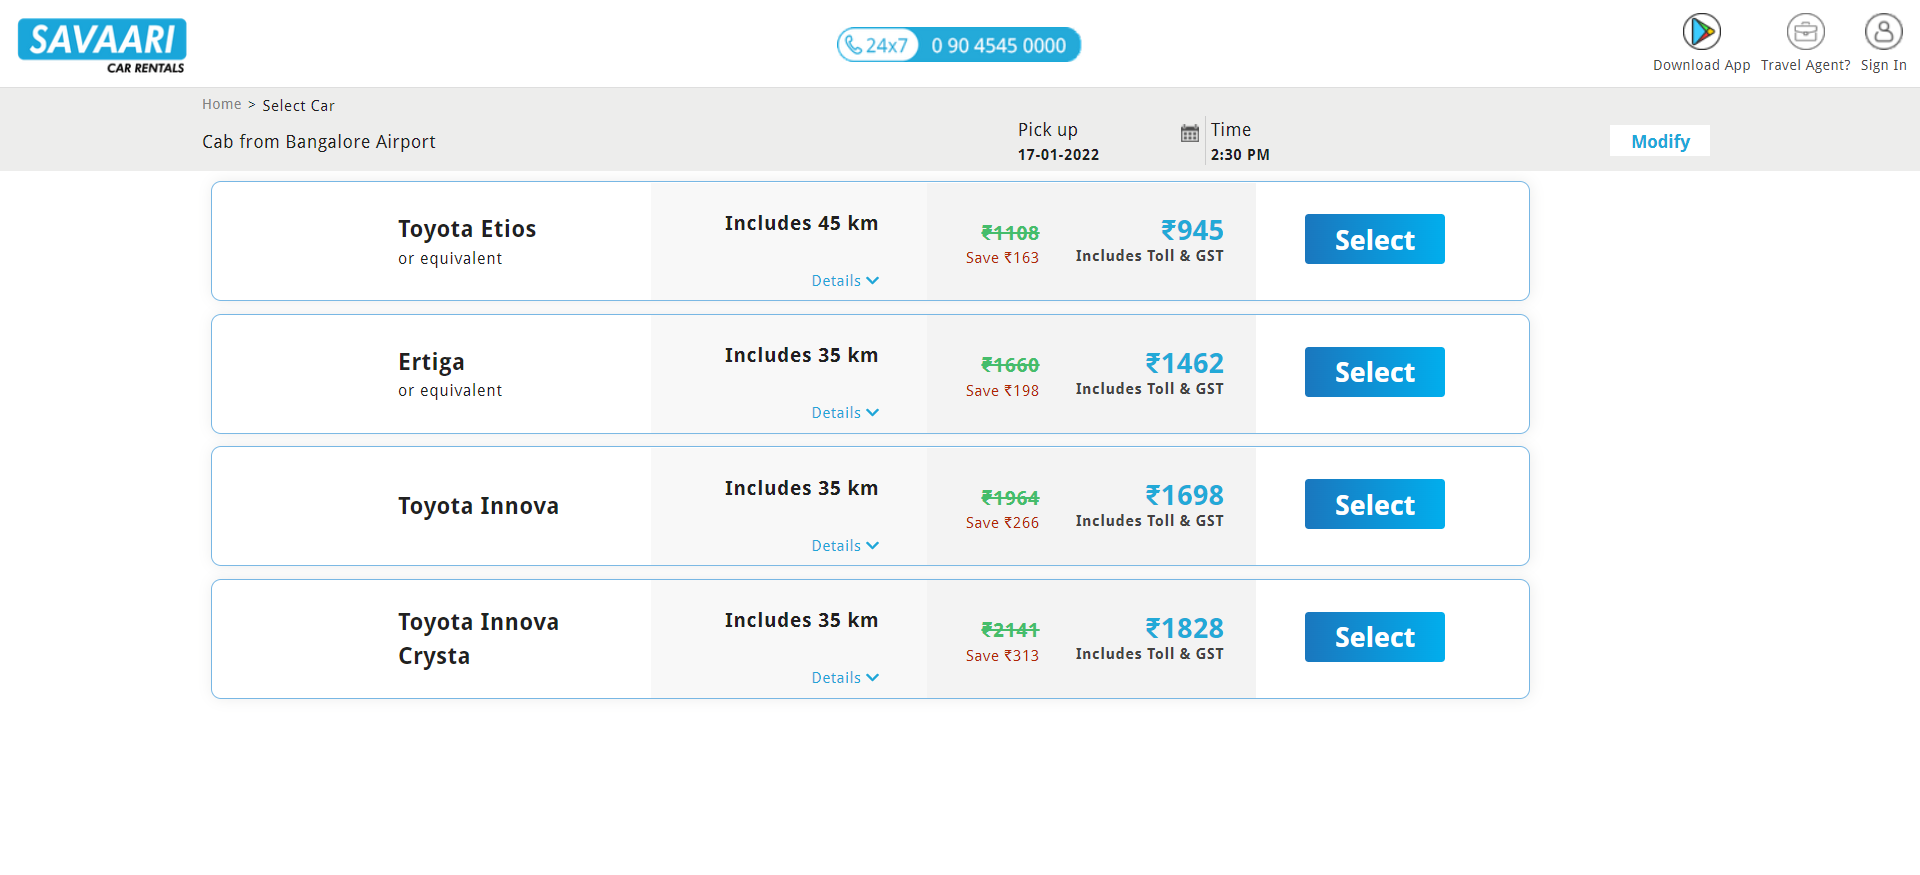 SAVAARI
CAR RENTALS
24x7 0 90 4545 0000
Download App Travel Agent? Sign In
Home > Select Car
Cab from Bangalore Airport
Pick up
17-01-2022
Time
2:30 PM
Modify
Toyota Etios
or equivalent
Includes 45 km
Details
₹1108
Save ₹163
₹945
Includes Toll & GST
Select
Ertiga
or equivalent
Includes 35 km
Details
₹1660
Save ₹198
₹1462
Includes Toll & GST
Select
Toyota Innova
Includes 35 km
Details
₹1964
Save ₹266
₹1698
Includes Toll & GST
Select
Toyota Innova
Crysta
Includes 35 km
Details
₹2141
Save ₹313
₹1828
Includes Toll & GST
Select